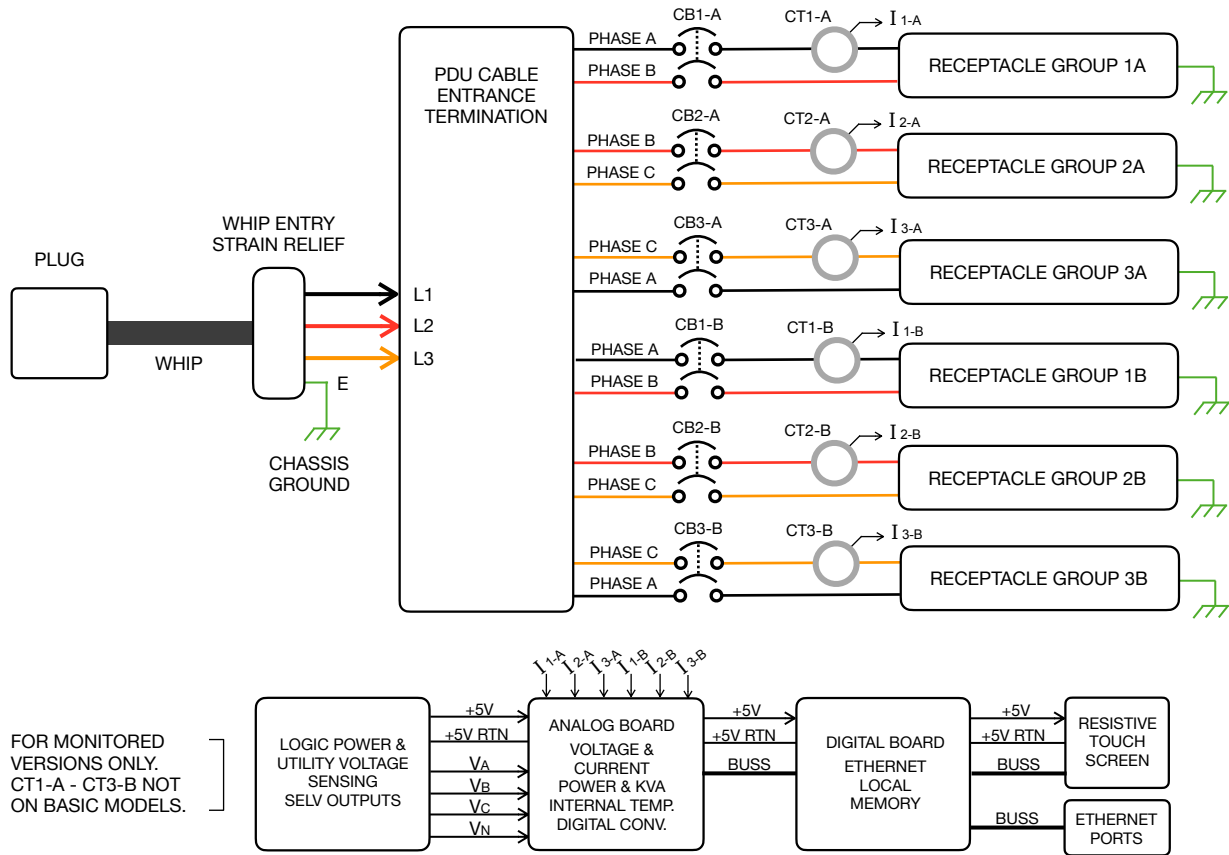 CB1-A
CT1-A
I 1-A
PHASE A
PHASE B
RECEPTACLE GROUP 1A
PDU CABLE
ENTRANCE
TERMINATION
CB2-A
CT2-A
I 2-A
PHASE B
PHASE C
RECEPTACLE GROUP 2A
CB3-A
CT3-A
I 3-A
PHASE C
PHASE A
RECEPTACLE GROUP 3A
WHIP ENTRY
STRAIN RELIEF
PLUG
WHIP
L1
L2
L3
E
CHASSIS
GROUND
CB1-B
CT1-B
I 1-B
PHASE A
PHASE B
RECEPTACLE GROUP 1B
CB2-B
CT2-B
I 2-B
PHASE B
PHASE C
RECEPTACLE GROUP 2B
CB3-B
CT3-B
I 3-B
PHASE C
PHASE A
RECEPTACLE GROUP 3B
I 1-A
I 2-A
I 3-A
I 1-B
I 2-B
I 3-B
FOR MONITORED
VERSIONS ONLY.
CT1-A - CT3-B NOT
ON BASIC MODELS.
LOGIC POWER &
UTILITY VOLTAGE
SENSING
SELV OUTPUTS
+5V
+5V RTN
VA
VB
VC
VN
ANALOG BOARD
VOLTAGE &
CURRENT
POWER & KVA
INTERNAL TEMP.
DIGITAL CONV.
+5V
+5V RTN
BUSS
DIGITAL BOARD
ETHERNET
LOCAL
MEMORY
+5V
+5V RTN
BUSS
BUSS
RESISTIVE
TOUCH
SCREEN
ETHERNET
PORTS